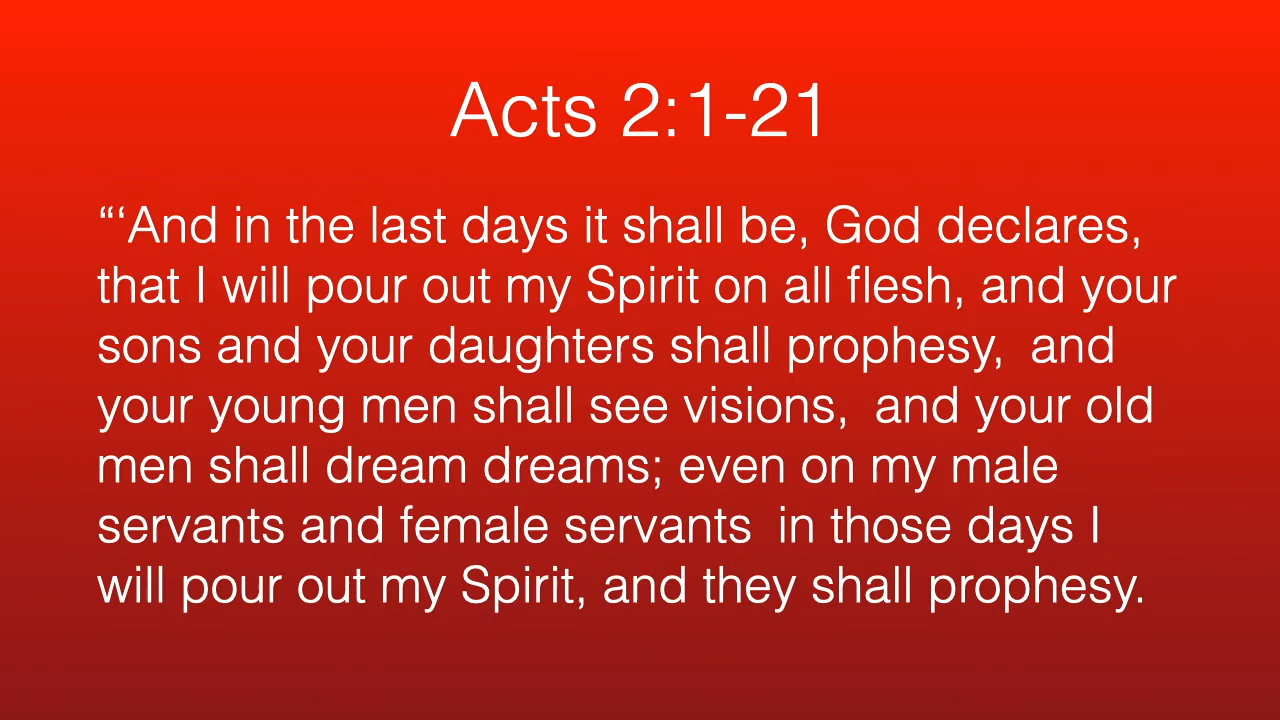 Acts 2:1-21
“‘And in the last days it shall be, God declares,
that I will pour out my Spirit on all flesh, and your
sons and your daughters shall prophesy,  and
your young men shall see visions,  and your old
men shall dream dreams; even on my male
servants and female servants  in those days I
will pour out my Spirit, and they shall prophesy.